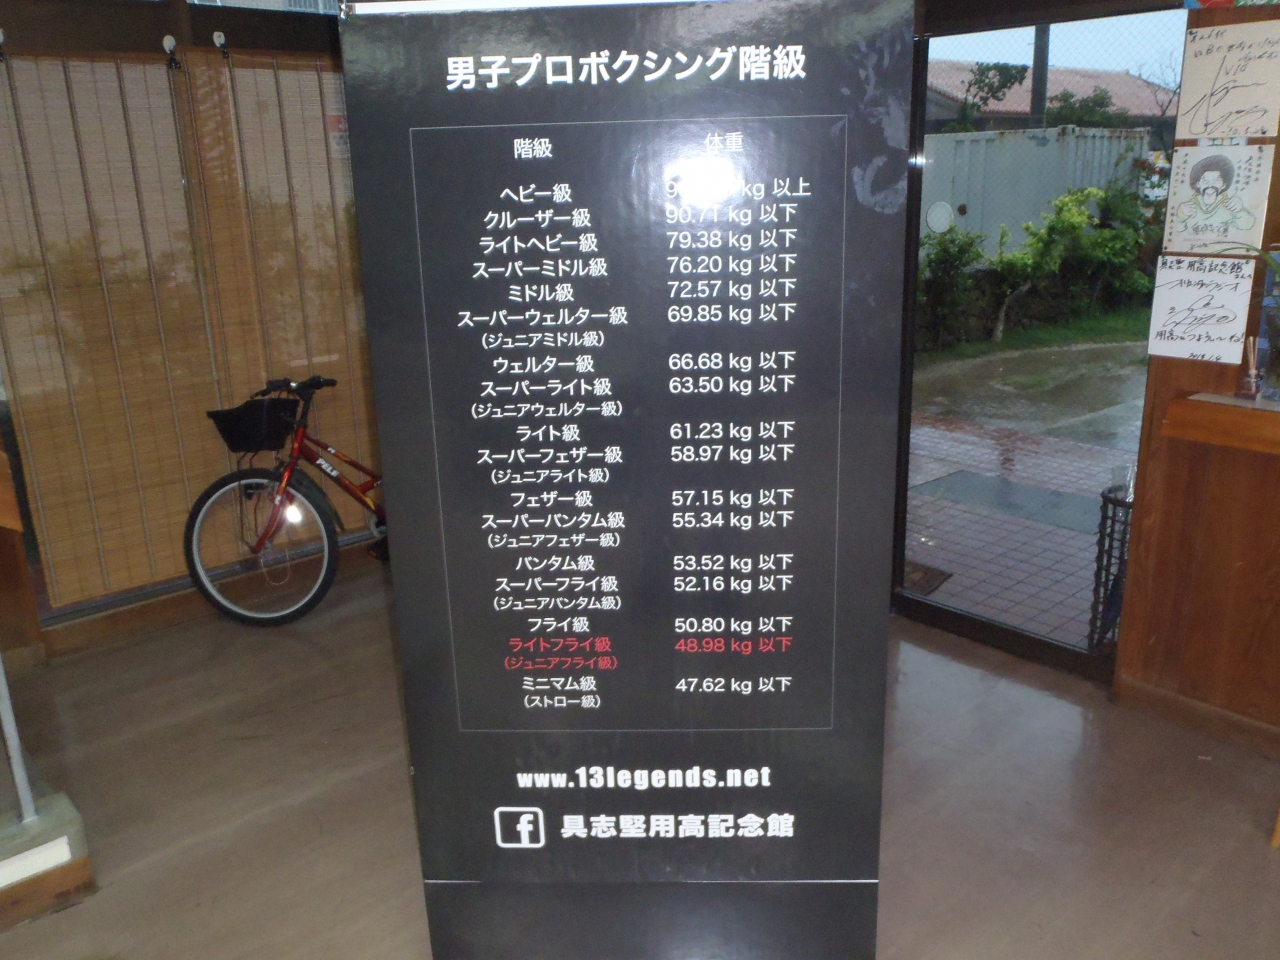 男子プロボクシング階級
階級 体重
ヘビー級 kg 以上
クルーザー級 90.71 kg 以下
ライトヘビー級 79.38 kg 以下
スーパーミドル級 76.20 kg 以下
ミドル級 72.57 kg 以下
スーパーウェルター級 69.85 kg 以下
(ジュニアミドル級)
ウェルター級 66.68 kg 以下
スーパーライト級 63.50 kg 以下
(ジュニアウェルター級)
ライト級 61.23 kg 以下
スーパーフェザー級 58.97 kg 以下
(ジュニアライト級)
フェザー級 57.15 kg 以下
スーパーバンタム級 55.34 kg 以下
(ジュニアフェザー級)
バンタム級 53.52 kg 以下
スーパーフライ級 52.16 kg 以下
(ジュニアバンタム級)
フライ級 50.80 kg 以下
ライトフライ級 48.98 kg 以下
(ジュニアフライ級)
ミニマム級 47.62 kg 以下
(ストロー級)
www.13legends.net
f 具志堅用高記念館
PELE